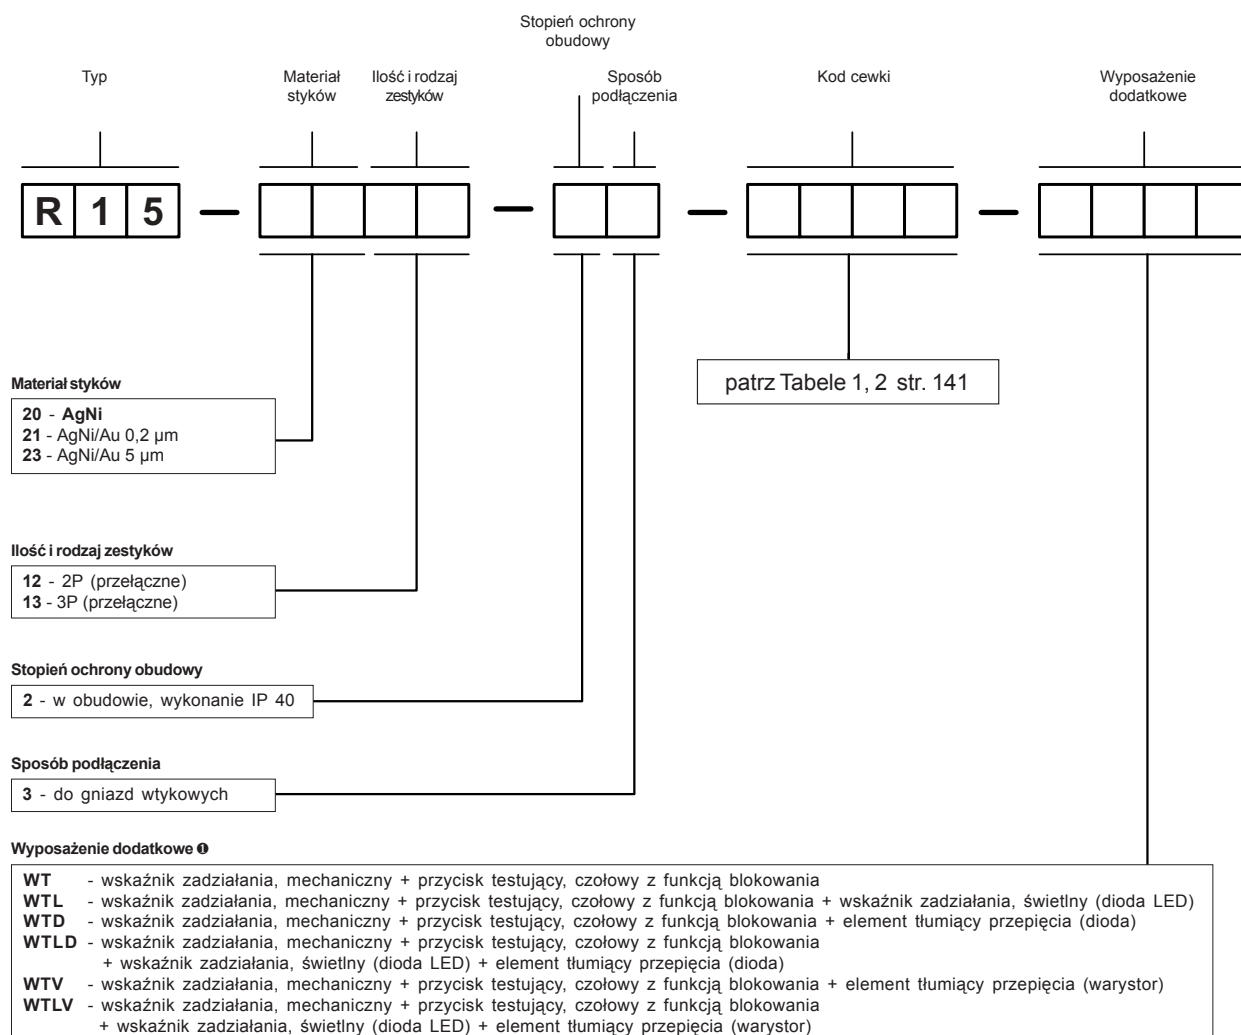 Stopień ochrony
obudowy
Typ
Materiał
styków
Ilość i rodzaj
zestyków
Sposób
podłączenia
Kod cewki
Wyposażenie
dodatkowe
R 1 5 – – – –
patrz Tabele 1, 2 str. 141
Materiał styków
20 - AgNi
21 - AgNi/Au 0,2 µm
23 - AgNi/Au 5 µm
Ilość i rodzaj zestyków
12 - 2P (przełączne)
13 - 3P (przełączne)
Stopień ochrony obudowy
2 - w obudowie, wykonanie IP 40
Sposób podłączenia
3 - do gniazd wtykowych
Wyposażenie dodatkowe ❶
WT - wskaźnik zadziałania, mechaniczny + przycisk testujący, czołowy z funkcją blokowania
WTL - wskaźnik zadziałania, mechaniczny + przycisk testujący, czołowy z funkcją blokowania + wskaźnik zadziałania, świetlny (dioda LED)
WTD - wskaźnik zadziałania, mechaniczny + przycisk testujący, czołowy z funkcją blokowania + element tłumiący przepięcia (dioda)
WTLD - wskaźnik zadziałania, mechaniczny + przycisk testujący, czołowy z funkcją blokowania
+ wskaźnik zadziałania, świetlny (dioda LED) + element tłumiący przepięcia (dioda)
WTV - wskaźnik zadziałania, mechaniczny + przycisk testujący, czołowy z funkcją blokowania + element tłumiący przepięcia (warystor)
WTLV - wskaźnik zadziałania, mechaniczny + przycisk testujący, czołowy z funkcją blokowania
+ wskaźnik zadziałania, świetlny (dioda LED) + element tłumiący przepięcia (warystor)